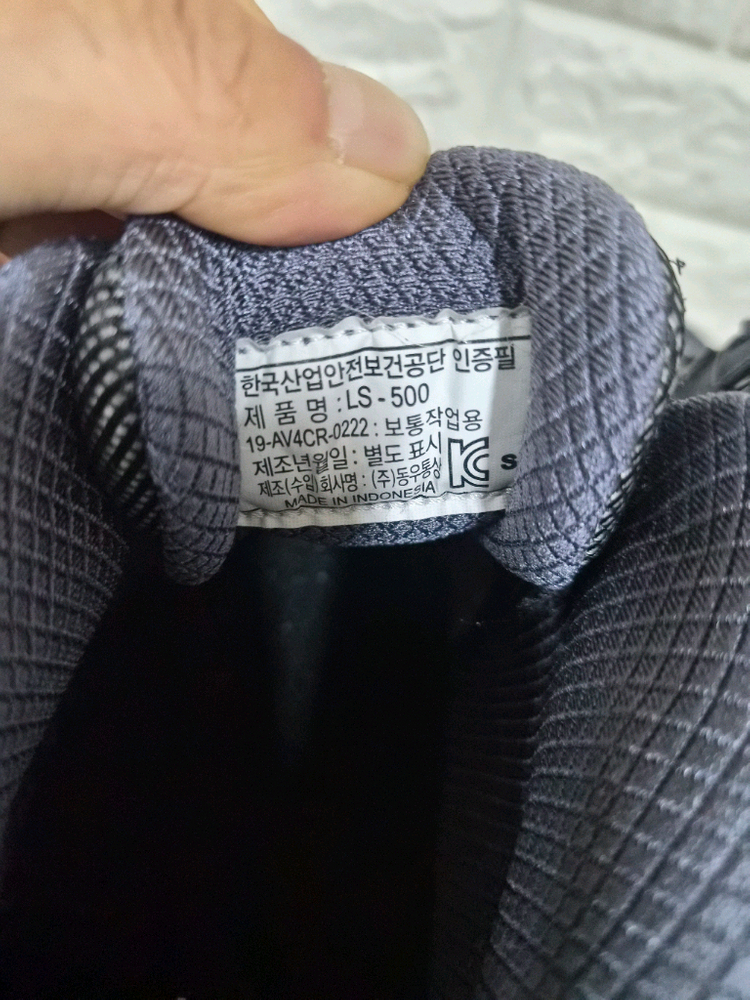 한국산업안전보건공단 인증필
제 품 명 : LS - 500
19-AV4CR-0222 : 보통작업용
제조년월일 : 별도 표시
제조(수입)회사명 : (주)동우통상
MADE IN INDONESIA
KC s